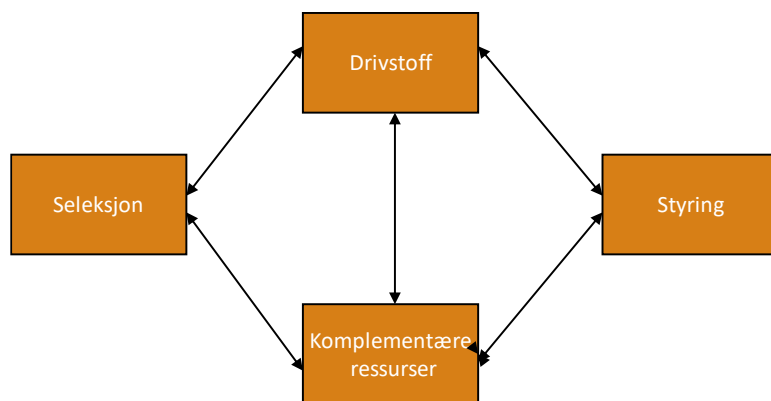 Drivstoff
Seleksjon
Styring
Komplementære
ressurser